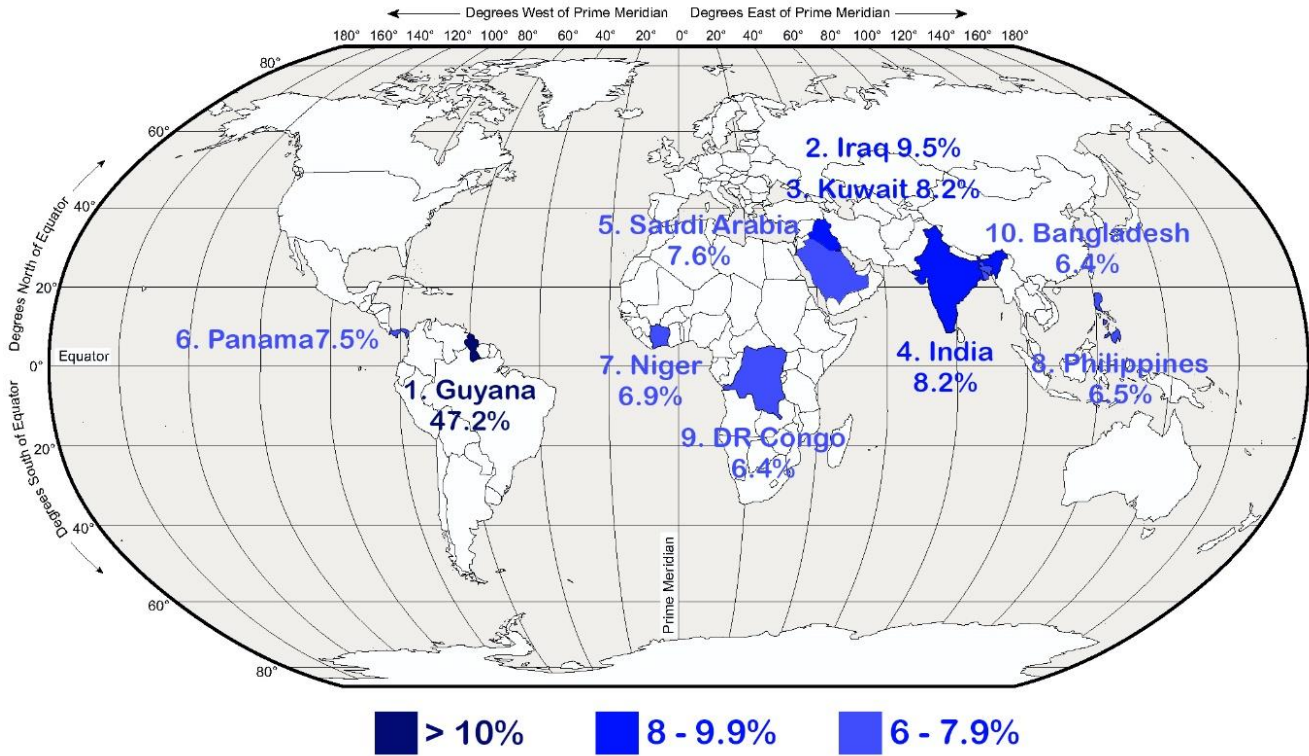 Degrees West of Prime Meridian Degrees East of Prime Meridian
180° 160° 140° 120° 100° 80° 60° 40° 20° 0° 20° 40° 60° 80° 100° 120° 140° 160° 180°
80°
60°
2. Iraq 9.5%
3. Kuwait 8.2%
40°
Degrees North of Equator
5. Saudi Arabia
7.6%
10. Bangladesh
6.4%
20°
6. Panama7.5%
Equator
0°
1. Guyana
47.2%
7. Niger
6.9%
4. India
8.2%
8. Philippines
6.5%
9. DR Congo
6.4%
20°
Degrees South of Equator
40°
Prime Meridian
60°
80°
> 10%
8 - 9.9%
6 - 7.9%